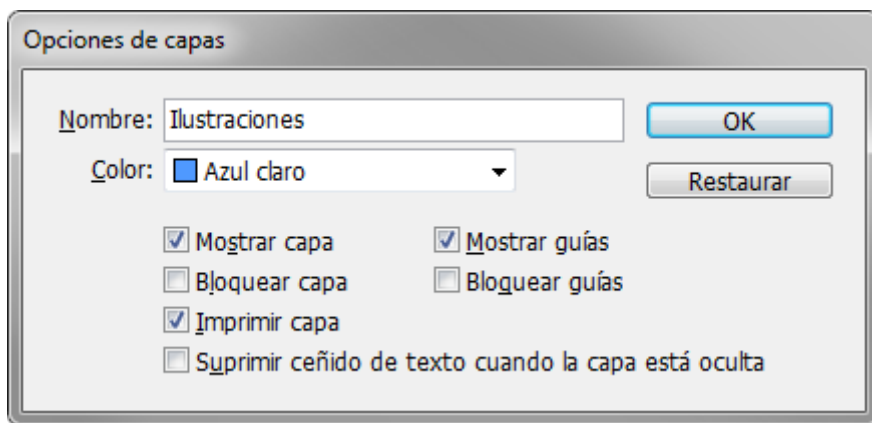 Opciones de capas
Nombre: Ilustraciones
OK
Color: Azul claro
Restaurar
Mostrar capa
Mostrar guías
Bloquear capa
Bloquear guías
Imprimir capa
Suprimir ceñido de texto cuando la capa está oculta